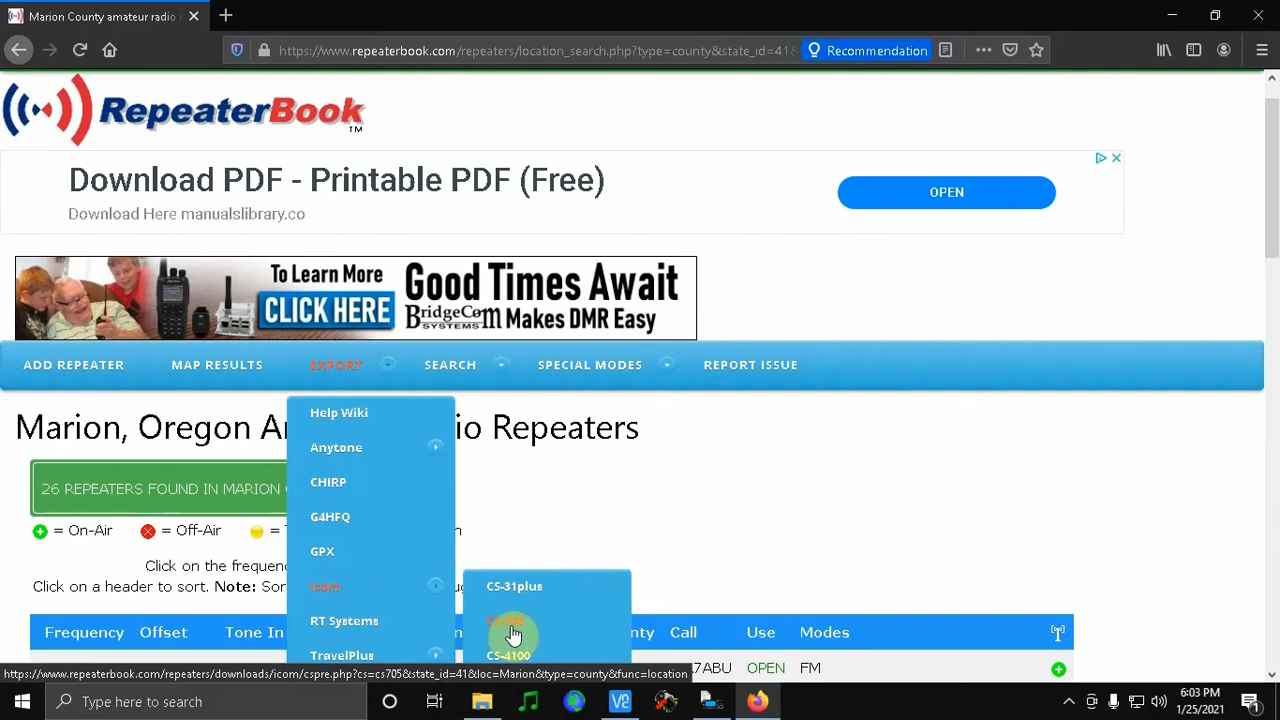 Marion County amateur radio r
https://www.repeaterbook.com/repeaters/location_search.php?type=county&state_id=41&
Recommendation
RepeaterBook
TM
Download PDF - Printable PDF (Free)
Download Here manualslibrary.co
OPEN
To Learn More
CLICK HERE
Good Times Await
BridgeCom SYSTEMS Makes DMR Easy
ADD REPEATER MAP RESULTS EXPORT SEARCH SPECIAL MODES REPORT ISSUE
Help Wiki
Marion, Oregon A io Repeaters
Anytone
CHIRP
26 REPEATERS FOUND IN MARION
G4HFQ
= On-Air = Off-Air = n
GPX
Click on the freque
Click on a header to sort. Note: Sor
Icom
CS-31plus
RT Systems
CS-705
Frequency Offset Tone In nty Call Use Modes
TravelPlus
CS-4100
7ABU OPEN FM
https://www.repeaterbook.com/repeaters/downloads/icom/cspre.php?cs=cs705&state_id=41&loc=Marion&type=county&func=location
Type here to search
6:03 PM
1/25/2021
1